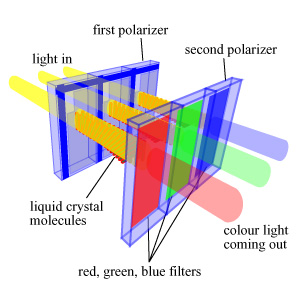 first polarizer
light in
second polarizer
liquid crystal
molecules
colour light
coming out
red, green, blue filters